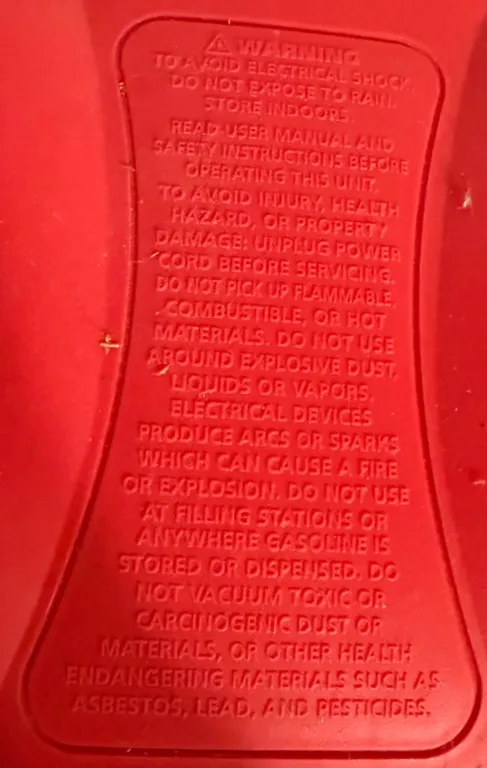 ⚠ WARNING
TO AVOID ELECTRICAL SHOCK,
DO NOT EXPOSE TO RAIN.
STORE INDOORS.
READ USER MANUAL AND
SAFETY INSTRUCTIONS BEFORE
OPERATING THIS UNIT.
TO AVOID INJURY, HEALTH
HAZARD, OR PROPERTY
DAMAGE: UNPLUG POWER
CORD BEFORE SERVICING.
DO NOT PICK UP FLAMMABLE,
COMBUSTIBLE, OR HOT
MATERIALS. DO NOT USE
AROUND EXPLOSIVE DUST,
LIQUIDS OR VAPORS.
ELECTRICAL DEVICES
PRODUCE ARCS OR SPARKS
WHICH CAN CAUSE A FIRE
OR EXPLOSION. DO NOT USE
AT FILLING STATIONS OR
ANYWHERE GASOLINE IS
STORED OR DISPENSED. DO
NOT VACUUM TOXIC OR
CARCINOGENIC DUST OR
MATERIALS, OR OTHER HEALTH
ENDANGERING MATERIALS SUCH AS
ASBESTOS, LEAD, AND PESTICIDES.